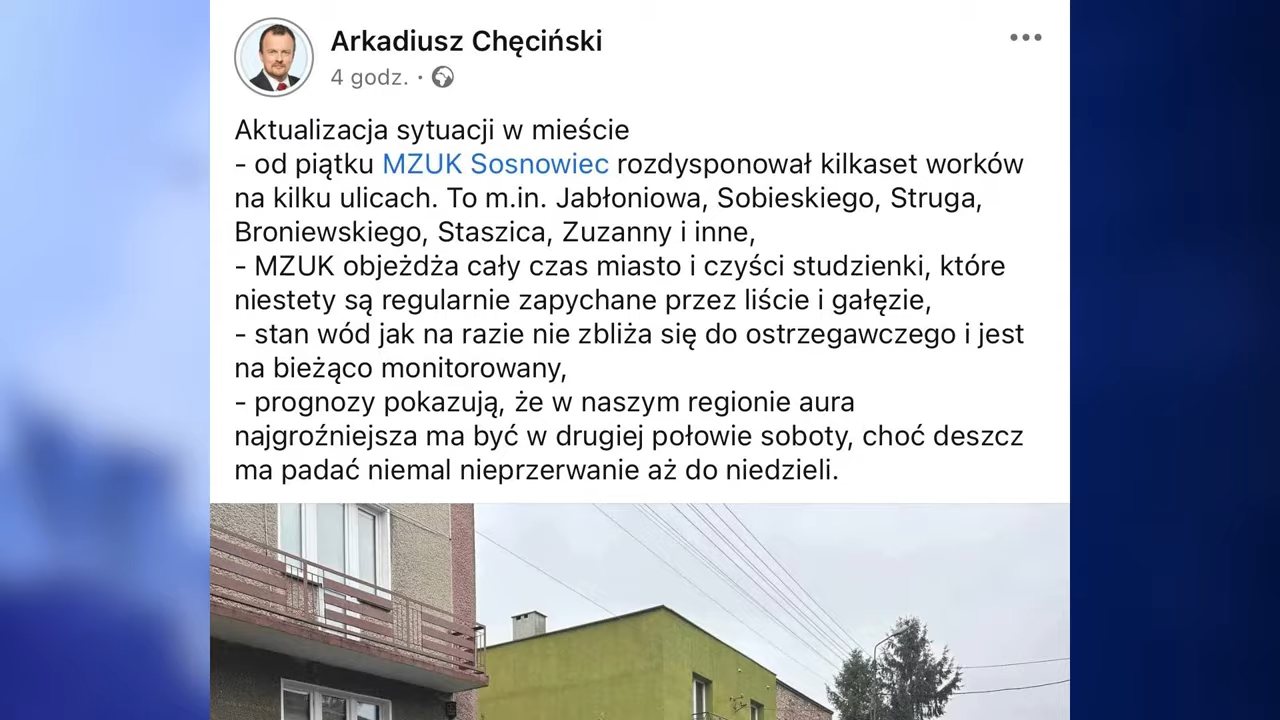 Arkadiusz Chęciński
4 godz.
Aktualizacja sytuacji w mieście
- od piątku MZUK Sosnowiec rozdysponował kilkaset worków
na kilku ulicach. To m.in. Jabłoniowa, Sobieskiego, Struga,
Broniewskiego, Staszica, Zuzanny i inne,
- MZUK objeżdża cały czas miasto i czyści studzienki, które
niestety są regularnie zapychane przez liście i gałęzie,
- stan wód jak na razie nie zbliża się do ostrzegawczego i jest
na bieżąco monitorowany,
- prognozy pokazują, że w naszym regionie aura
najgroźniejsza ma być w drugiej połowie soboty, choć deszcz
ma padać niemal nieprzerwanie aż do niedzieli.